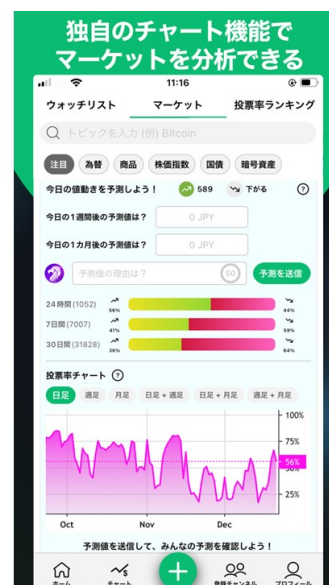 独自のチャート機能で
マーケットを分析できる
11:16
ウォッチリスト マーケット 投票率ランキング
トピックを入力 (例) Bitcoin
注目 為替 商品 株価指数 国債 暗号資産
今日の値動きを予測しよう! 589 下がる ?
今日の1週間後の予測値は? 0 JPY
今日の1カ月後の予測値は? 0 JPY
予測値の理由は? 60 予測を送信
24時間(1052) 56% 44%
7日間(7007) 41% 59%
30日間(31828) 36% 64%
投票率チャート ?
日足 週足 月足 日足 + 週足 日足 + 月足 週足 + 月足
100%
75%
56%
25%
Oct Nov Dec
予測値を送信して、みんなの予測を確認しよう!
ホーム チャート 登録チャンネル プロフィール